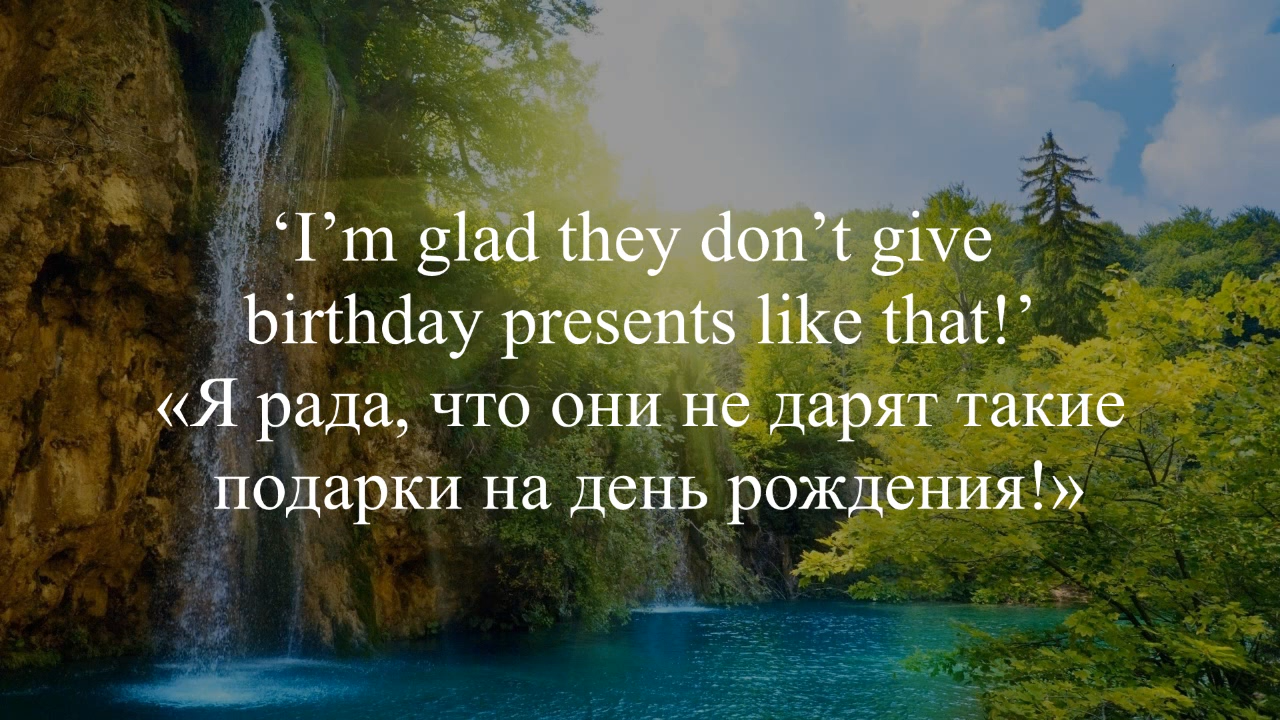 ‘I’m glad they don’t give
birthday presents like that!’
«Я рада, что они не дарят такие
подарки на день рождения!»